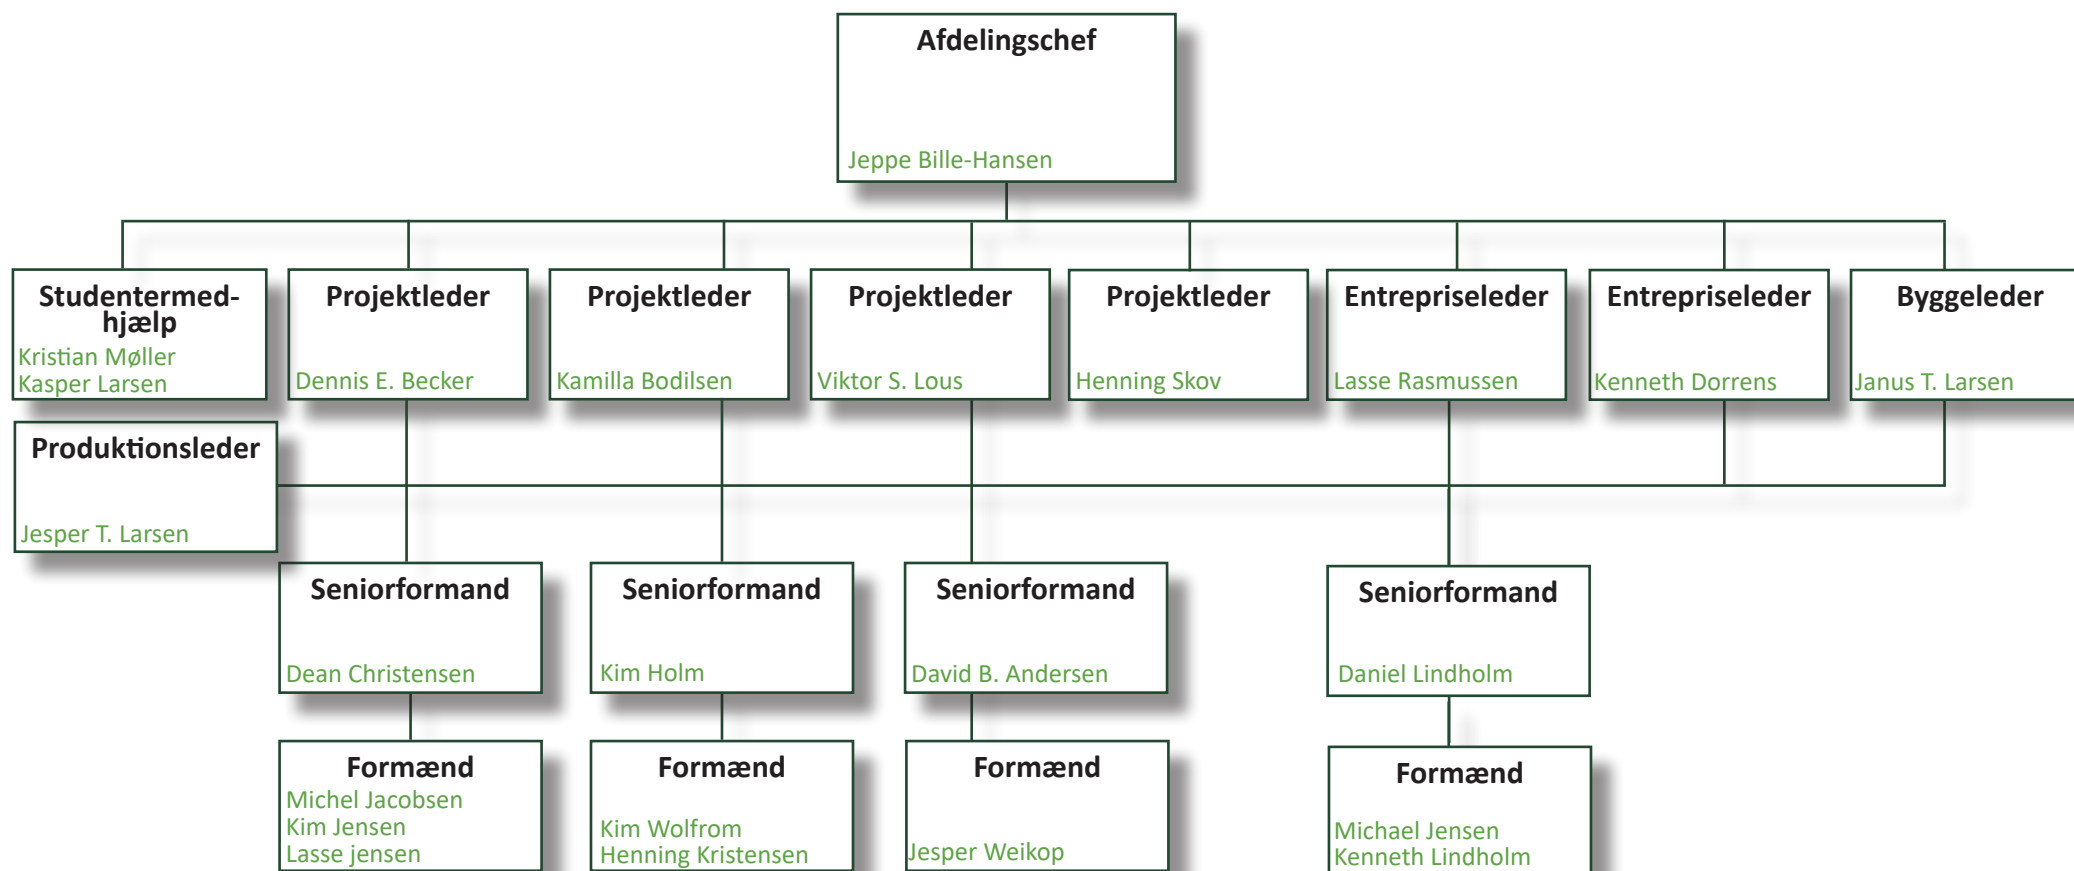 Afdelingschef
Jeppe Bille-Hansen
Studentermed-
hjælp
Kristian Møller
Kasper Larsen
Projektleder
Dennis E. Becker
Projektleder
Kamilla Bodilsen
Projektleder
Viktor S. Lous
Projektleder
Henning Skov
Entrepriseleder
Lasse Rasmussen
Entrepriseleder
Kenneth Dorrens
Byggeleder
Janus T. Larsen
Produktionsleder
Jesper T. Larsen
Seniorformand
Dean Christensen
Seniorformand
Kim Holm
Seniorformand
David B. Andersen
Seniorformand
Daniel Lindholm
Formænd
Michel Jacobsen
Kim Jensen
Lasse jensen
Formænd
Kim Wolfrom
Henning Kristensen
Formænd
Jesper Weikop
Formænd
Michael Jensen
Kenneth Lindholm